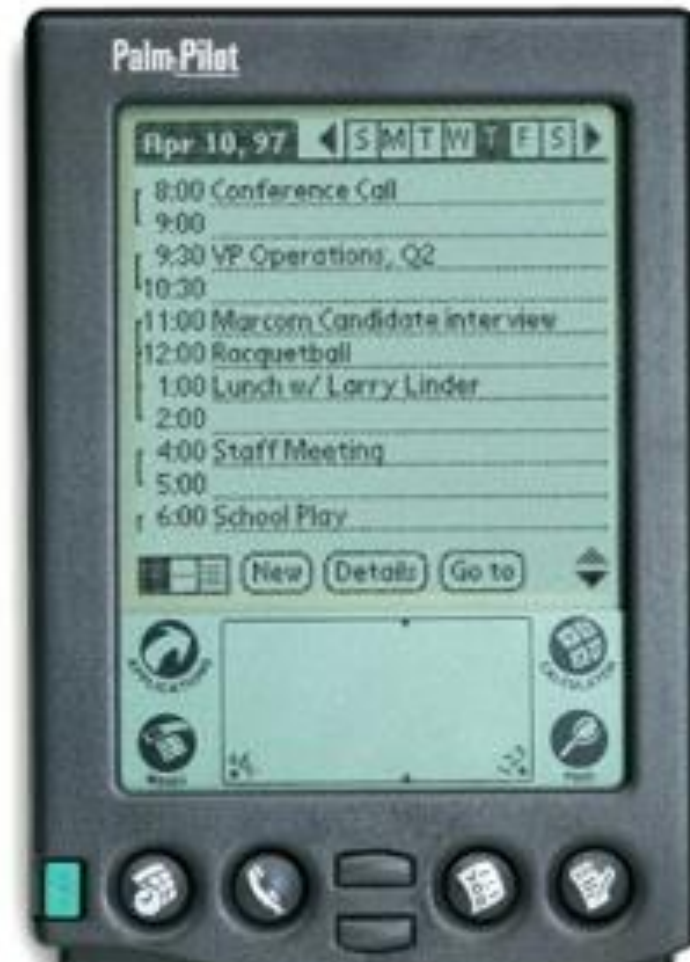 Palm Pilot
Apr 10, 97 S M T W T F S
8:00 Conference Call
9:00
9:30 VP Operations, Q2
10:30
11:00 Marcom Candidate interview
12:00 Racquetball
1:00 Lunch w/ Larry Linder
2:00
4:00 Staff Meeting
5:00
6:00 School Play
New Details Go to
APPLICATIONS CALCULATOR